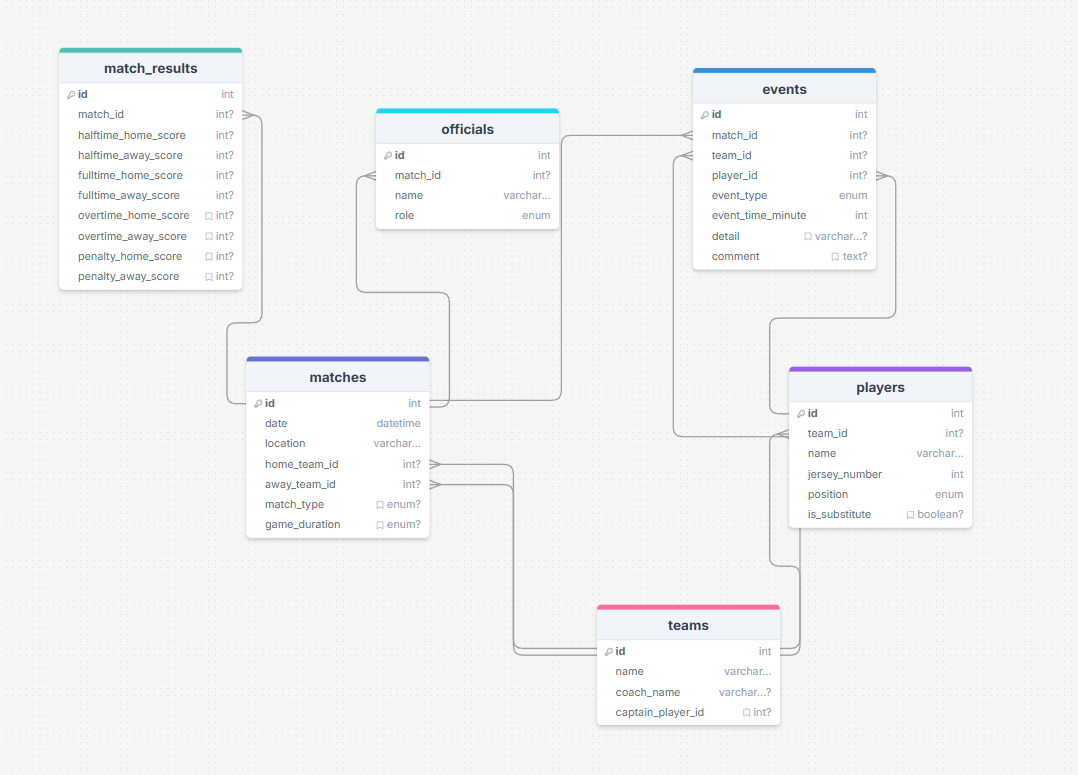 match_results
id int
match_id int?
halftime_home_score int?
halftime_away_score int?
fulltime_home_score int?
fulltime_away_score int?
overtime_home_score int?
overtime_away_score int?
penalty_home_score int?
penalty_away_score int?
officials
id int
match_id int?
name varchar...
role enum
events
id int
match_id int?
team_id int?
player_id int?
event_type enum
event_time_minute int
detail varchar...?
comment text?
matches
id int
date datetime
location varchar...
home_team_id int?
away_team_id int?
match_type enum?
game_duration enum?
players
id int
team_id int?
name varchar...
jersey_number int
position enum
is_substitute boolean?
teams
id int
name varchar...
coach_name varchar...?
captain_player_id int?